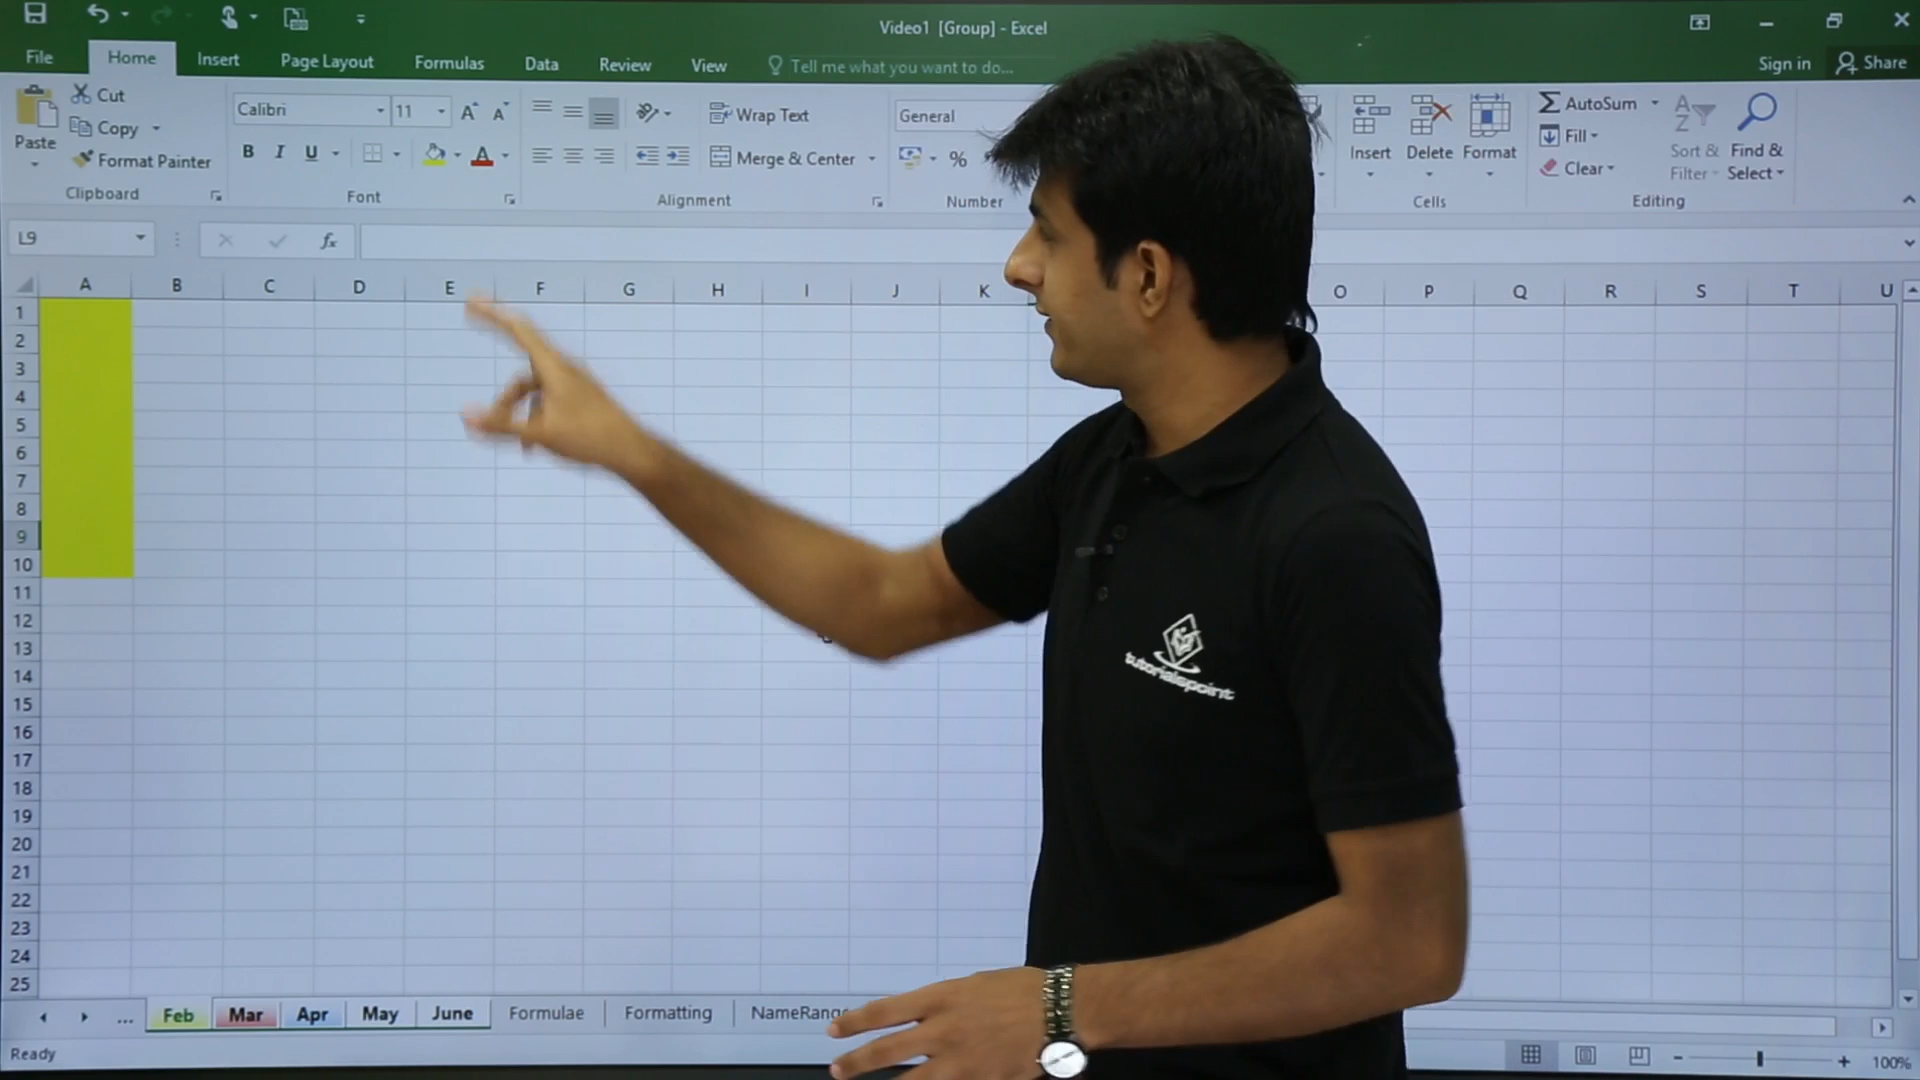 Video1 [Group] - Excel
File Home Insert Page Layout Formulas Data Review View Tell me what you want to do... Sign in Share
Paste Cut Copy Format Painter Clipboard
Calibri 11 B I U A A A Font
Wrap Text Merge & Center Alignment
General % Number
Insert Delete Format Cells
AutoSum Fill Clear Sort & Filter Find & Select Editing
L9 fx
A B C D E F G H I J K O P Q R S T U
1
2
3
4
5
6
7
8
9
10
11
12
13
14
15
16
17
18
19
20
21
22
23
24
25
tutorialspoint
... Feb Mar Apr May June Formulae Formatting
Ready 100%